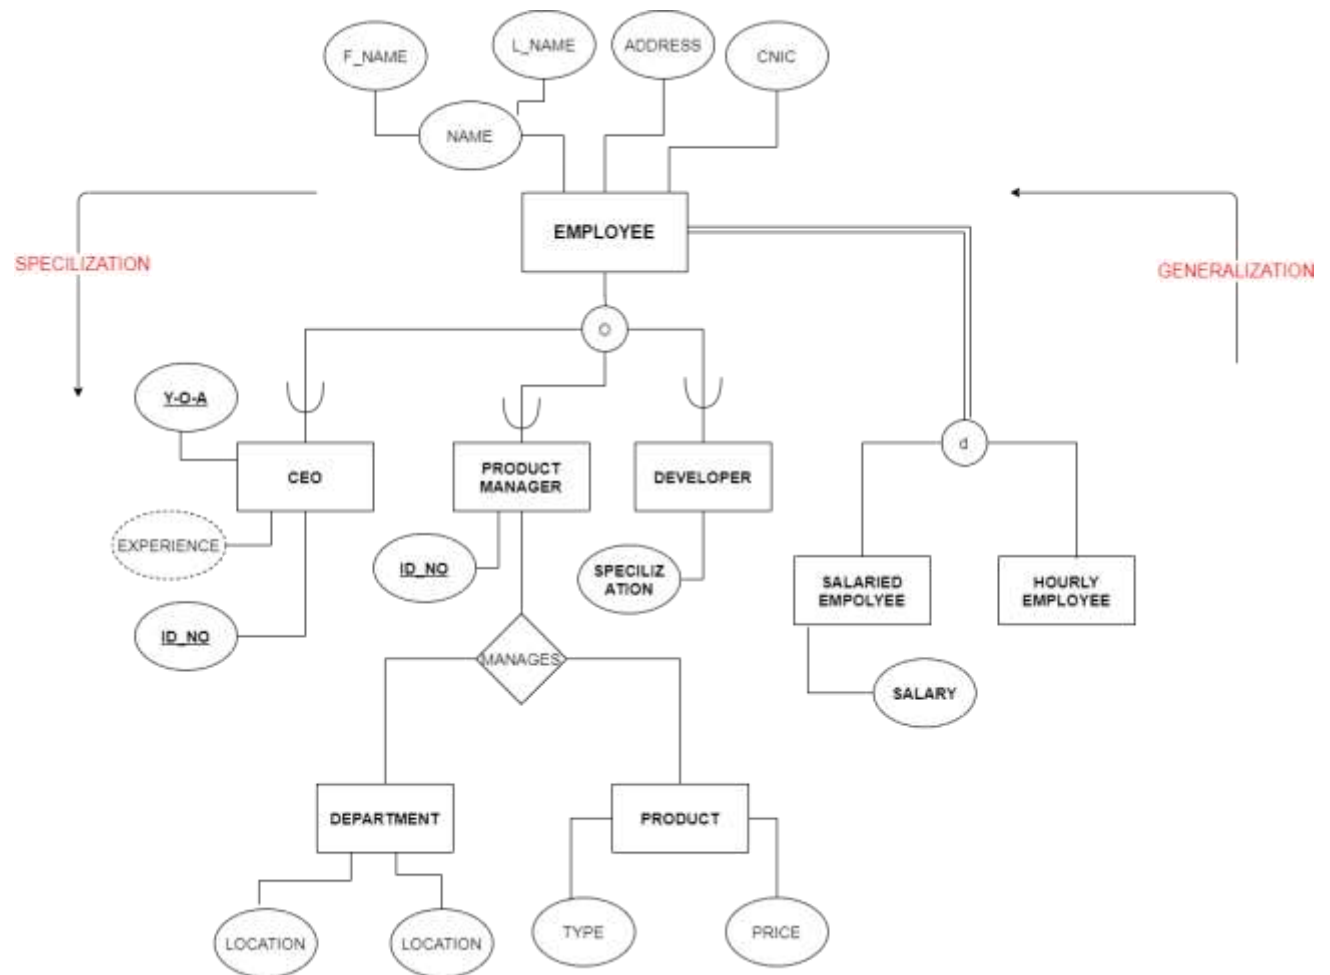 L_NAME
ADDRESS
F_NAME
CNIC
NAME
EMPLOYEE
SPECILIZATION
GENERALIZATION
O
Y-O-A
d
CEO
PRODUCT
MANAGER
DEVELOPER
EXPERIENCE
ID_NO
SPECILIZ
ATION
SALARIED
EMPOLYEE
HOURLY
EMPLOYEE
ID_NO
MANAGES
SALARY
DEPARTMENT
PRODUCT
LOCATION
LOCATION
TYPE
PRICE